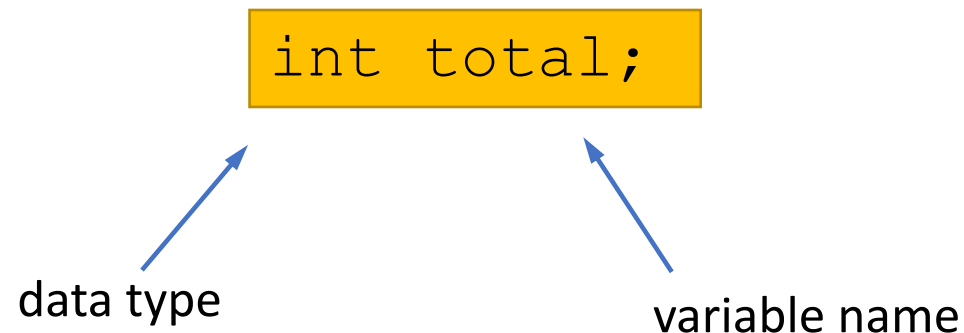 int total;
data type
variable name